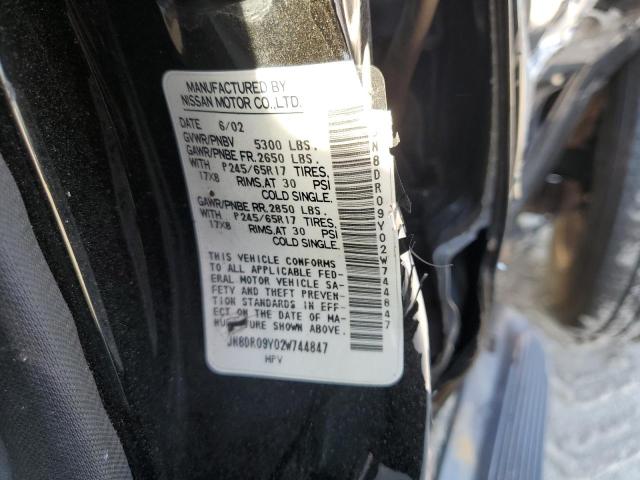 MANUFACTURED BY
NISSAN MOTOR CO.,LTD.
DATE 6/02
GVWR/PNBV 5300 LBS.
GAWR/PNBE FR. 2650 LBS.
WITH P245/65R17 TIRES,
17X8 RIMS, AT 30 PSI
COLD SINGLE.
GAWR/PNBE RR. 2850 LBS.
WITH P245/65R17 TIRES,
17X8 RIMS, AT 30 PSI
COLD SINGLE.
THIS VEHICLE CONFORMS
TO ALL APPLICABLE FED-
ERAL MOTOR VEHICLE SA-
FETY AND THEFT PREVEN-
TION STANDARDS IN EFF-
ECT ON THE DATE OF MA-
NUFACTURE SHOWN ABOVE.
JN8DR09Y02W744847
MPV
JN8DR09Y02W744847